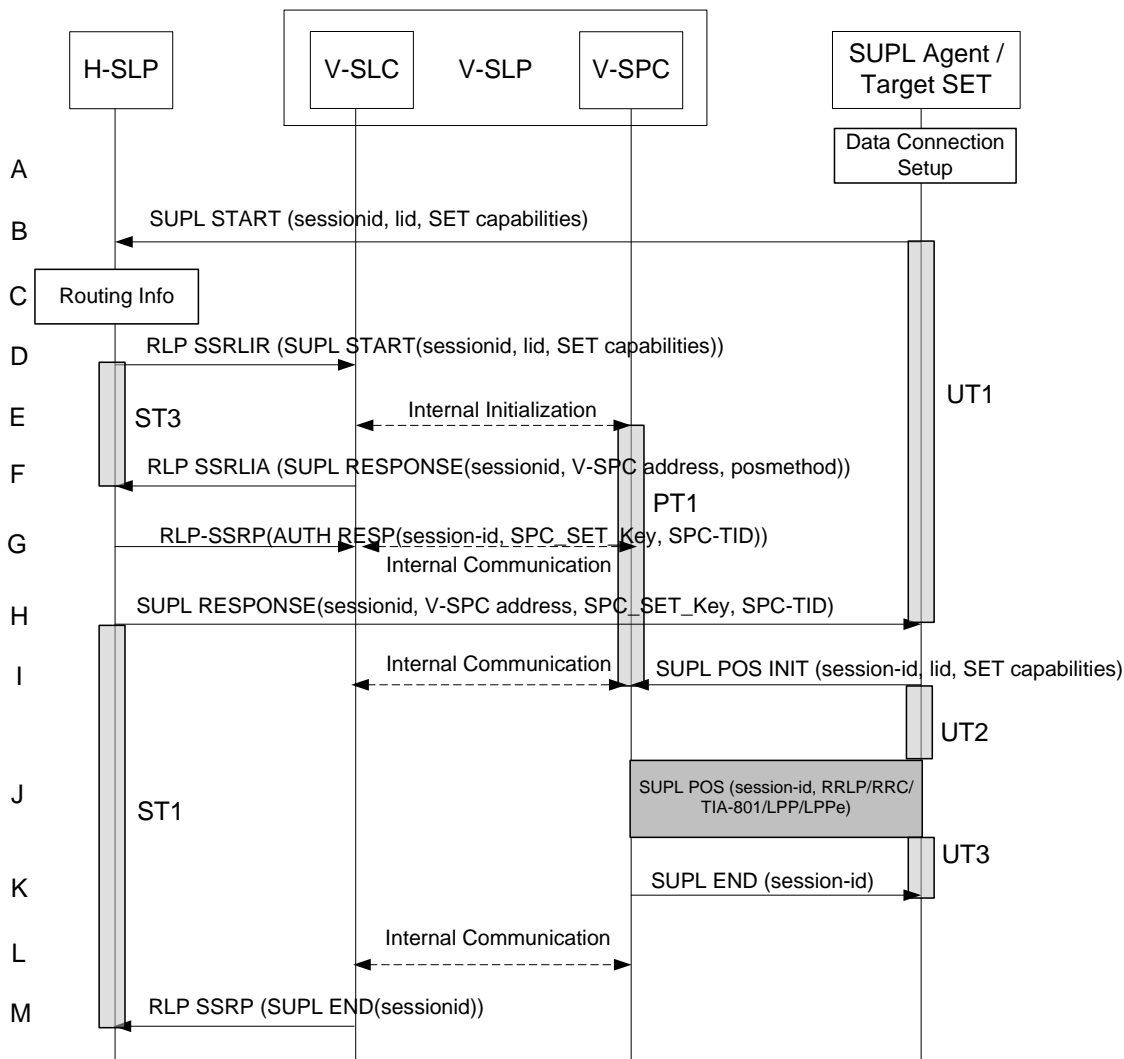 H-SLP
V-SLC
V-SLP
V-SPC
SUPL Agent /
Target SET
A
Data Connection
Setup
B
SUPL START (sessionid, lid, SET capabilities)
C
Routing Info
D
RLP SSRLIR (SUPL START(sessionid, lid, SET capabilities))
UT1
E
ST3
Internal Initialization
F
RLP SSRLIA (SUPL RESPONSE(sessionid, V-SPC address, posmethod))
PT1
G
RLP-SSRP(AUTH RESP(session-id, SPC_SET_Key, SPC-TID))
Internal Communication
H
SUPL RESPONSE(sessionid, V-SPC address, SPC_SET_Key, SPC-TID)
I
Internal Communication
SUPL POS INIT (session-id, lid, SET capabilities)
UT2
J
ST1
SUPL POS (session-id, RRLP/RRC/
TIA-801/LPP/LPPe)
UT3
K
SUPL END (session-id)
L
Internal Communication
M
RLP SSRP (SUPL END(sessionid))